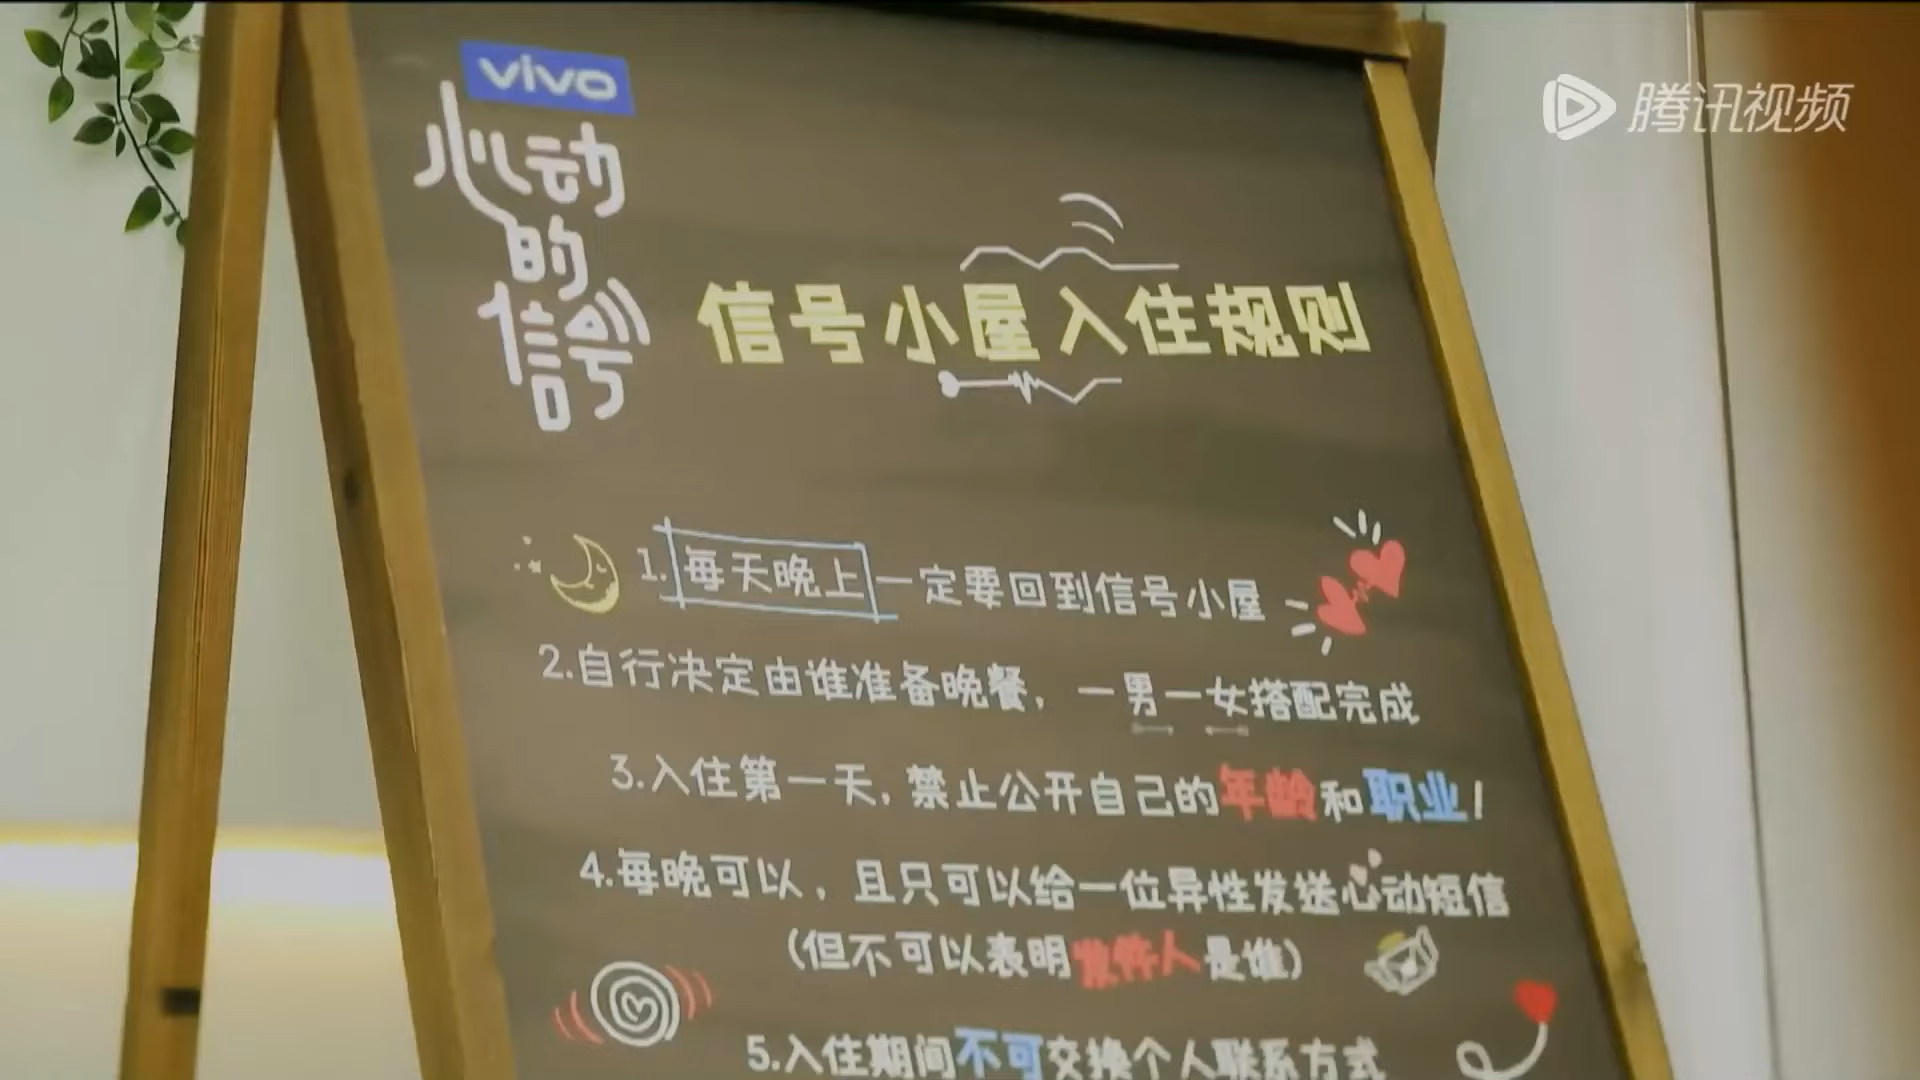 vivo
腾讯视频
心动
的
信号
信号小屋入住规则
1.每天晚上一定要回到信号小屋
2.自行决定由谁准备晚餐，一男一女搭配完成
3.入住第一天,禁止公开自己的年龄和职业!
4.每晚可以，且只可以给一位异性发送心动短信
(但不可以表明发件人是谁)
5.入住期间不可交换个人联系方式